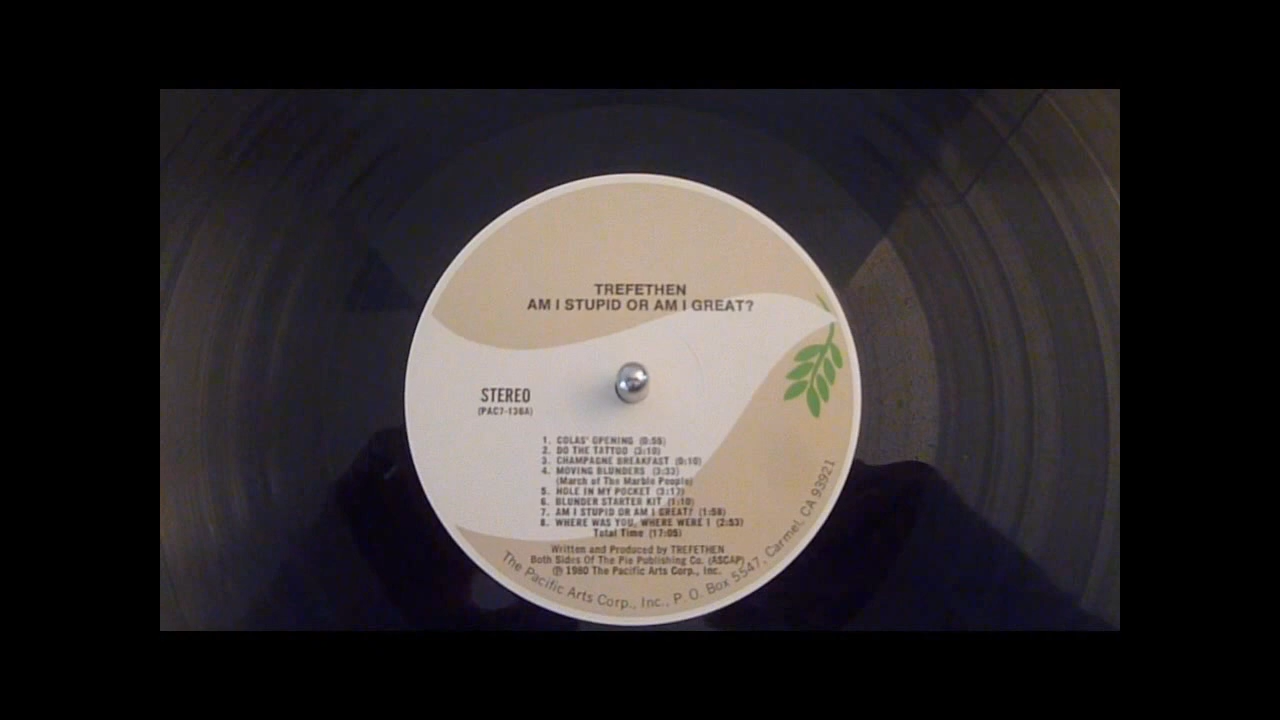 TREFETHEN
AM I STUPID OR AM I GREAT?
STEREO
(PAC7-136A)
1. COLAS' OPENING (0:55)
2. DO THE TATTOO (3:10)
3. CHAMPAGNE BREAKFAST (0:10)
4. MOVING BLUNDERS (3:33)
(March of The Marble People)
5. HOLE IN MY POCKET (3:17)
6. BLUNDER STARTER KIT (1:10)
7. AM I STUPID OR AM I GREAT? (1:58)
8. WHERE WAS YOU, WHERE WERE I (2:53)
Total Time (17:05)
Written and Produced by TREFETHEN
Both Sides Of The Pie Publishing Co. (ASCAP)
℗ 1980 The Pacific Arts Corp., Inc.
The Pacific Arts Corp., Inc., P. O. Box 5547, Carmel, CA 93921